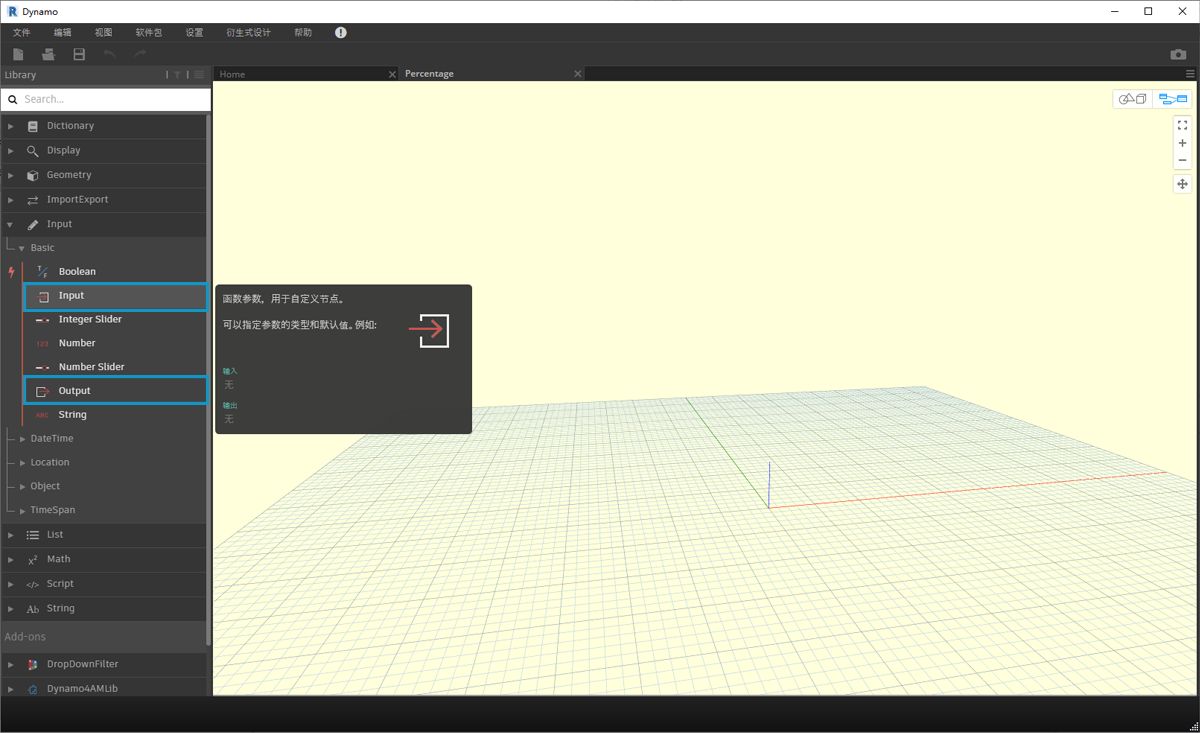 Dynamo
文件 编辑 视图 软件包 设置 衍生式设计 帮助
Library
Home
Percentage
Search...
Dictionary
Display
Geometry
ImportExport
Input
Basic
Boolean
Input
Integer Slider
Number
Number Slider
Output
String
DateTime
Location
Object
TimeSpan
List
Math
Script
String
Add-ons
DropDownFilter
Dynamo4AMLib
函数参数，用于自定义节点。
可以指定参数的类型和默认值。例如:
输入
无
输出
无